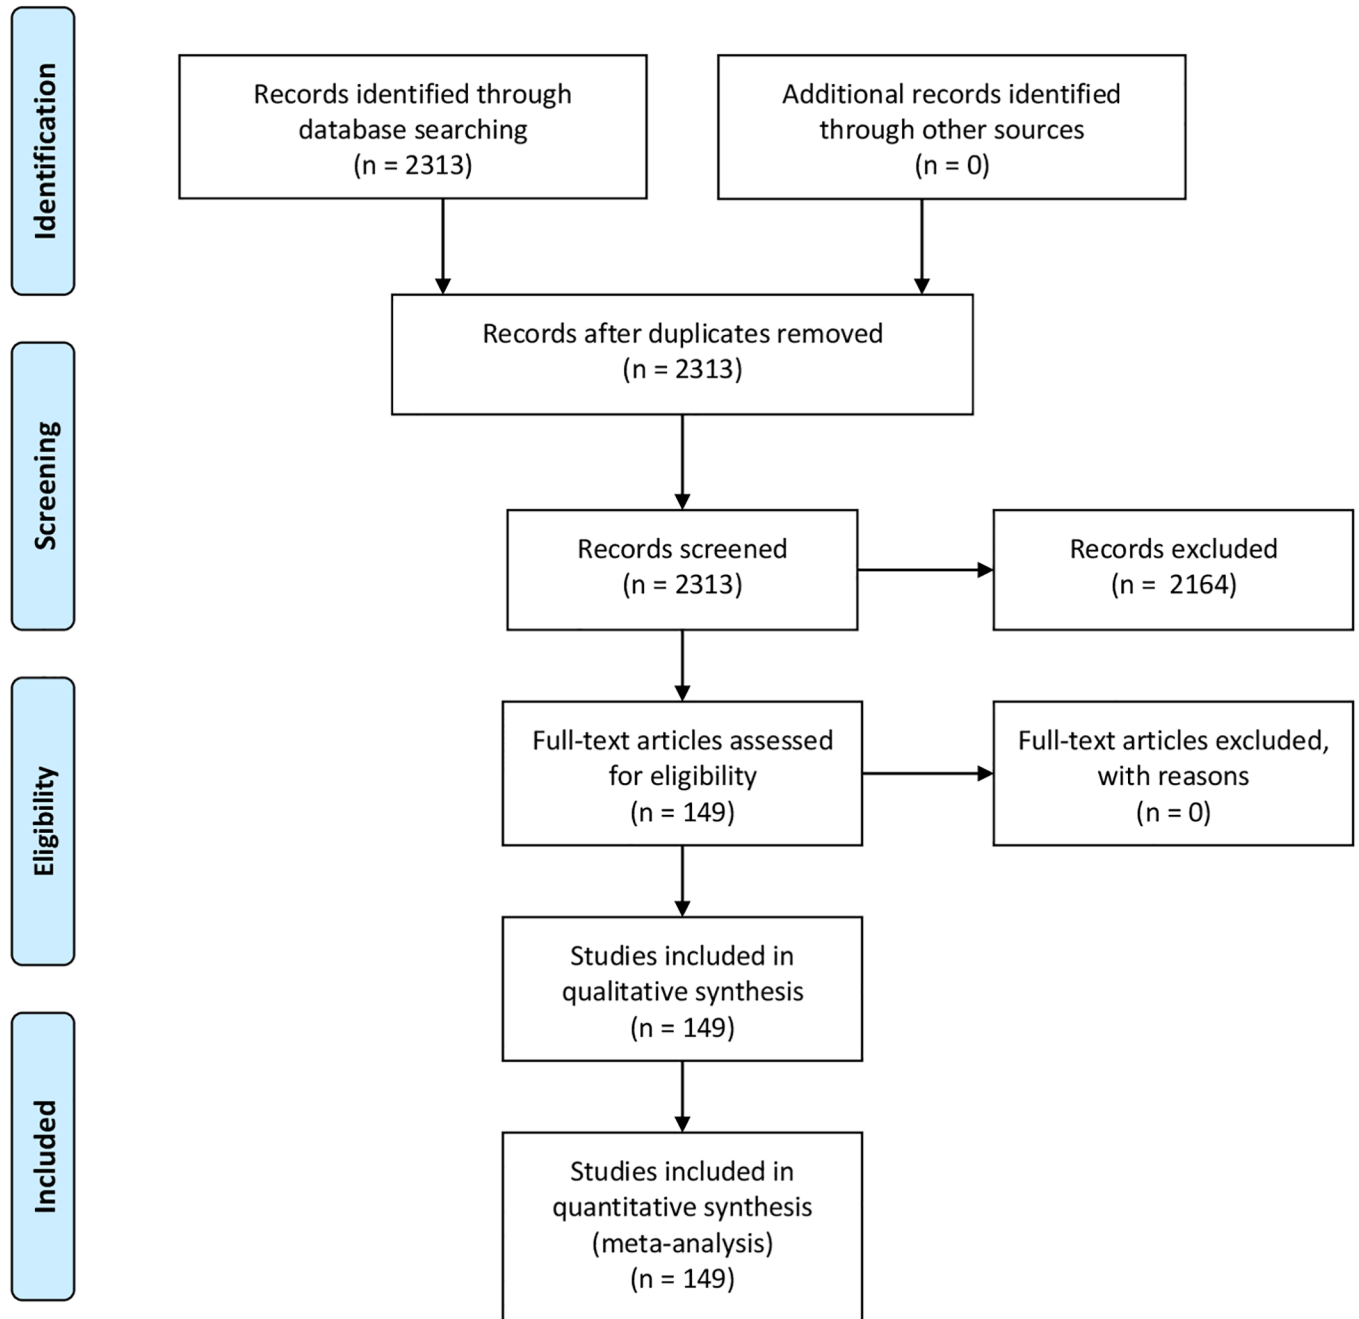 Identification
Records identified through
database searching
(n = 2313)
Additional records identified
through other sources
(n = 0)
Records after duplicates removed
(n = 2313)
Screening
Records screened
(n = 2313)
Records excluded
(n =  2164)
Eligibility
Full-text articles assessed
for eligibility
(n = 149)
Full-text articles excluded,
with reasons
(n = 0)
Studies included in
qualitative synthesis
(n = 149)
Included
Studies included in
quantitative synthesis
(meta-analysis)
(n = 149)